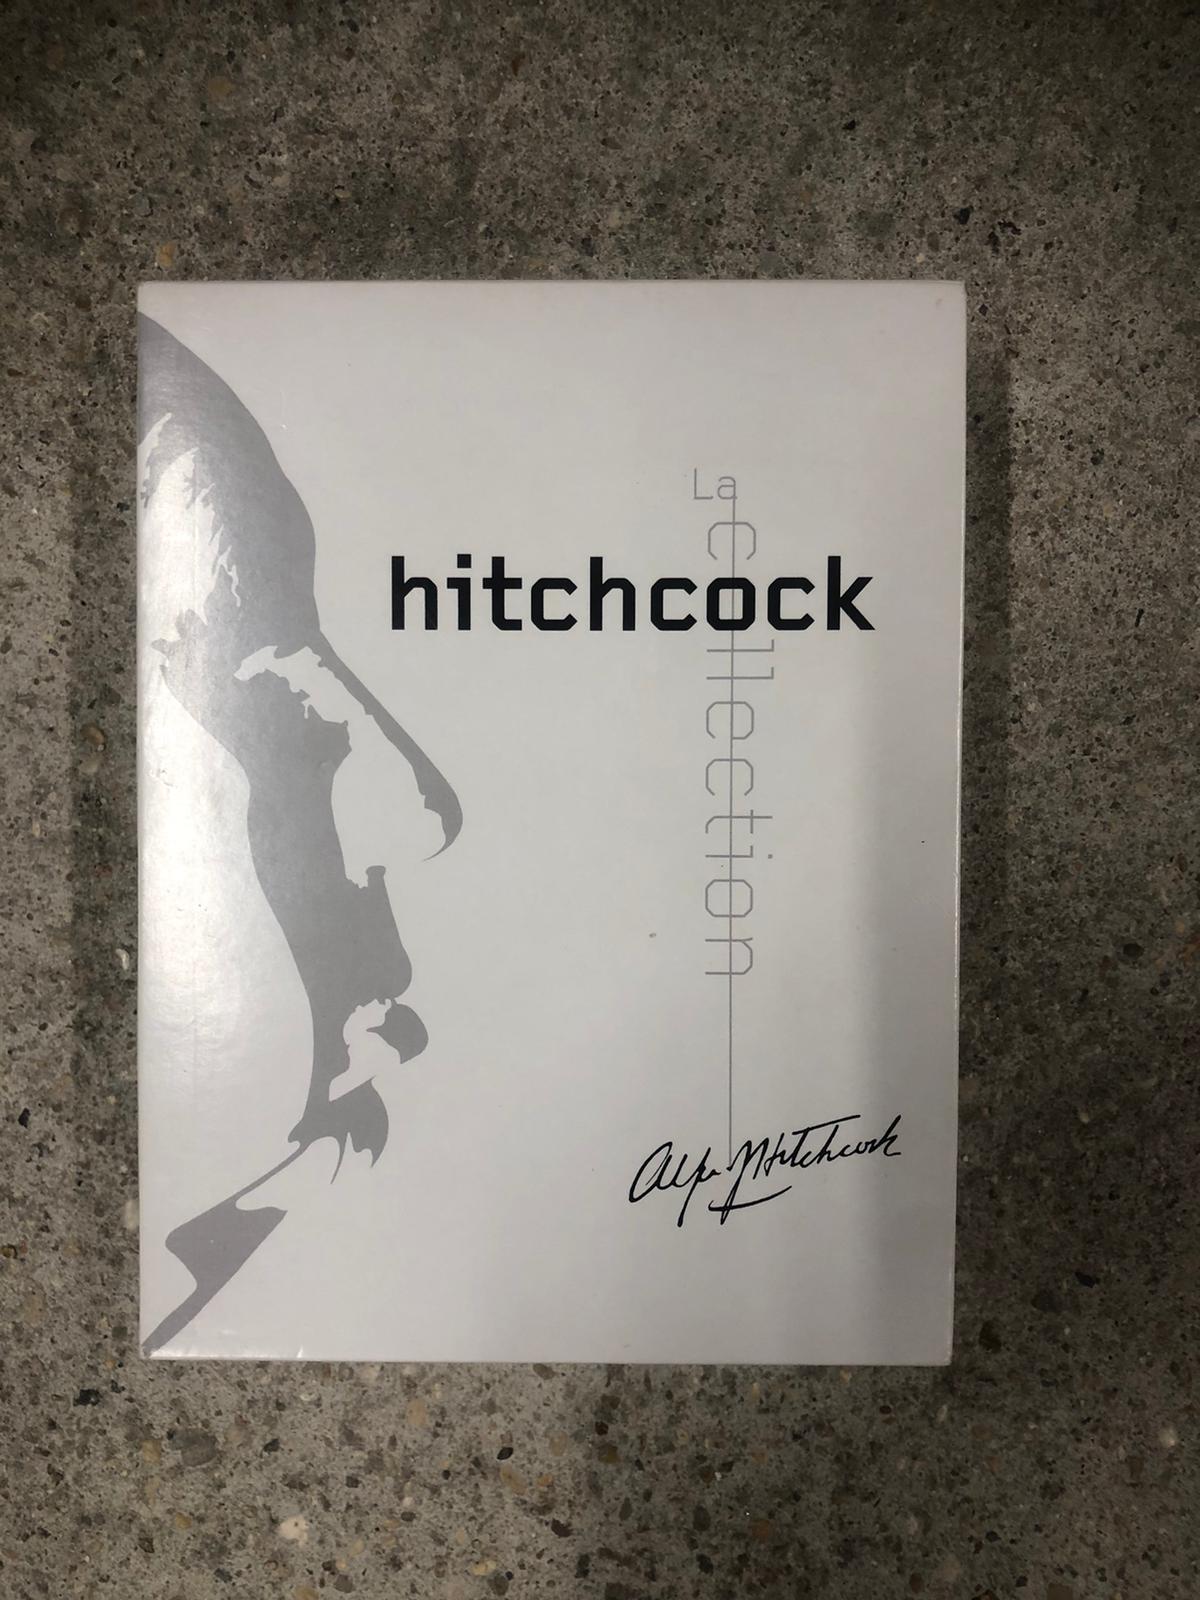 La
collection
hitchcock
Alfred Hitchcock